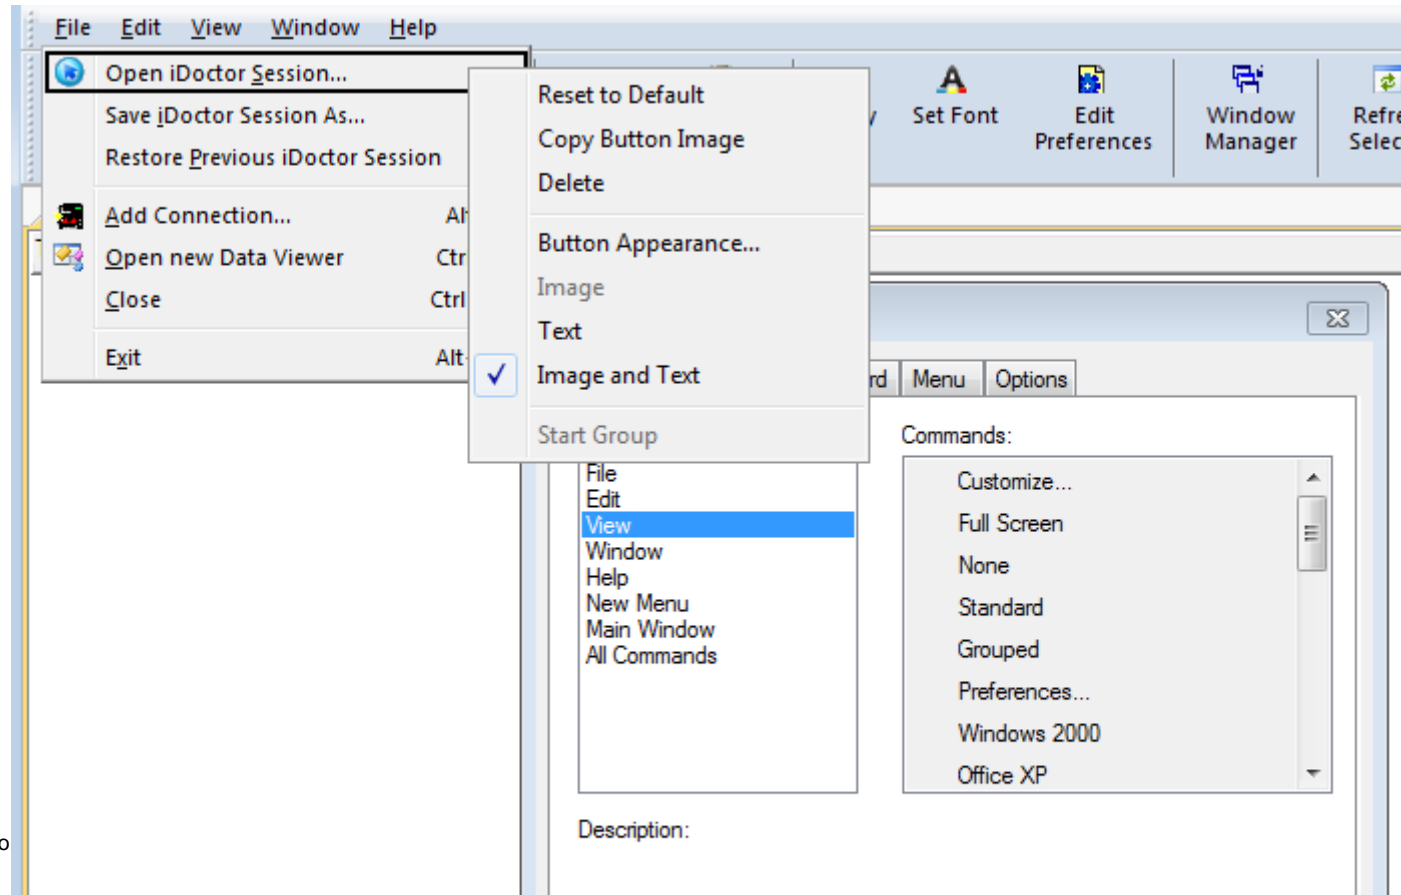 File Edit View Window Help
Open iDoctor Session...
Save iDoctor Session As...
Restore Previous iDoctor Session
Add Connection...
Open new Data Viewer
Close Ctrl
Exit
Reset to Default
Copy Button Image
Delete
Button Appearance...
Image
Text
Image and Text
Start Group
Set Font
Edit
Preferences
Window
Manager
Menu
Options
Commands:
File
Edit
View
Window
Help
New Menu
Main Window
All Commands
Customize...
Full Screen
None
Standard
Grouped
Preferences...
Windows 2000
Office XP
Description: